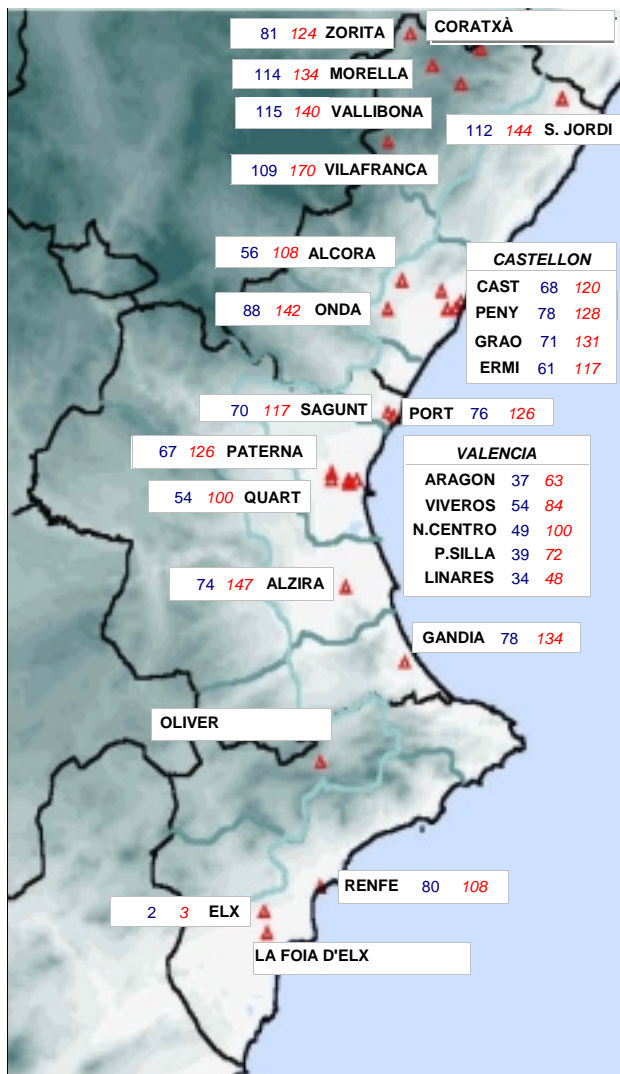 81 124 ZORITA
CORATXÀ
114 134 MORELLA
115 140 VALLIBONA
112 144 S. JORDI
109 170 VILAFRANCA
56 108 ALCORA
88 142 ONDA
CASTELLON
CAST 68 120
PENY 78 128
GRAO 71 131
ERMI 61 117
70 117 SAGUNT
PORT 76 126
67 126 PATERNA
54 100 QUART
VALENCIA
ARAGON 37 63
VIVEROS 54 84
N.CENTRO 49 100
P.SILLA 39 72
LINARES 34 48
74 147 ALZIRA
GANDIA 78 134
OLIVER
RENFE 80 108
2 3 ELX
LA FOIA D'ELX